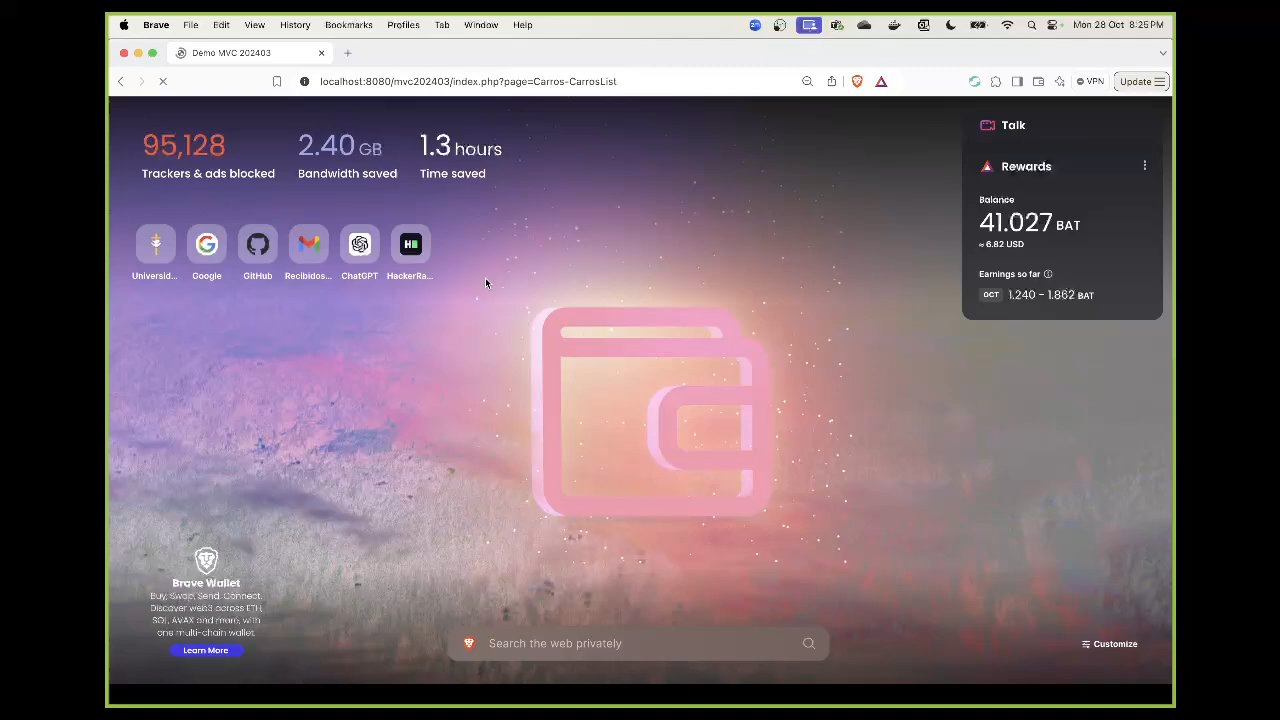 Brave File Edit View History Bookmarks Profiles Tab Window Help Mon 28 Oct 8:25 PM
Demo MVC 202403
localhost:8080/mvc202403/index.php?page=Carros-CarrosList
VPN
Update
95,128
Trackers & ads blocked
2.40 GB
Bandwidth saved
1.3 hours
Time saved
Universid...
Google
GitHub
Recibidos...
ChatGPT
HackerRa...
Talk
Rewards
Balance
41.027 BAT
≈ 6.82 USD
Earnings so far
OCT 1.240 - 1.862 BAT
Brave Wallet
Buy, Swap, Send, Connect.
Discover web3 across ETH,
SOL, AVAX and more, with
one multi-chain wallet.
Learn More
Search the web privately
Customize